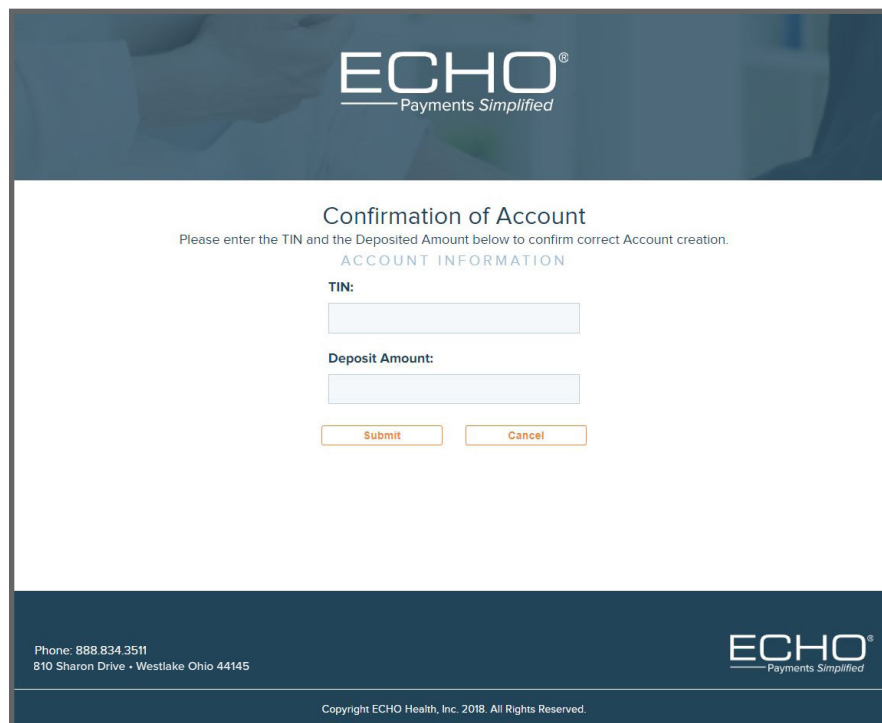 ECHO®
Payments Simplified
Confirmation of Account
Please enter the TIN and the Deposited Amount below to confirm correct Account creation.
ACCOUNT INFORMATION
TIN:
Deposit Amount:
Submit Cancel
Phone: 888.834.3511
810 Sharon Drive • Westlake Ohio 44145
ECHO®
Payments Simplified
Copyright ECHO Health, Inc. 2018. All Rights Reserved.